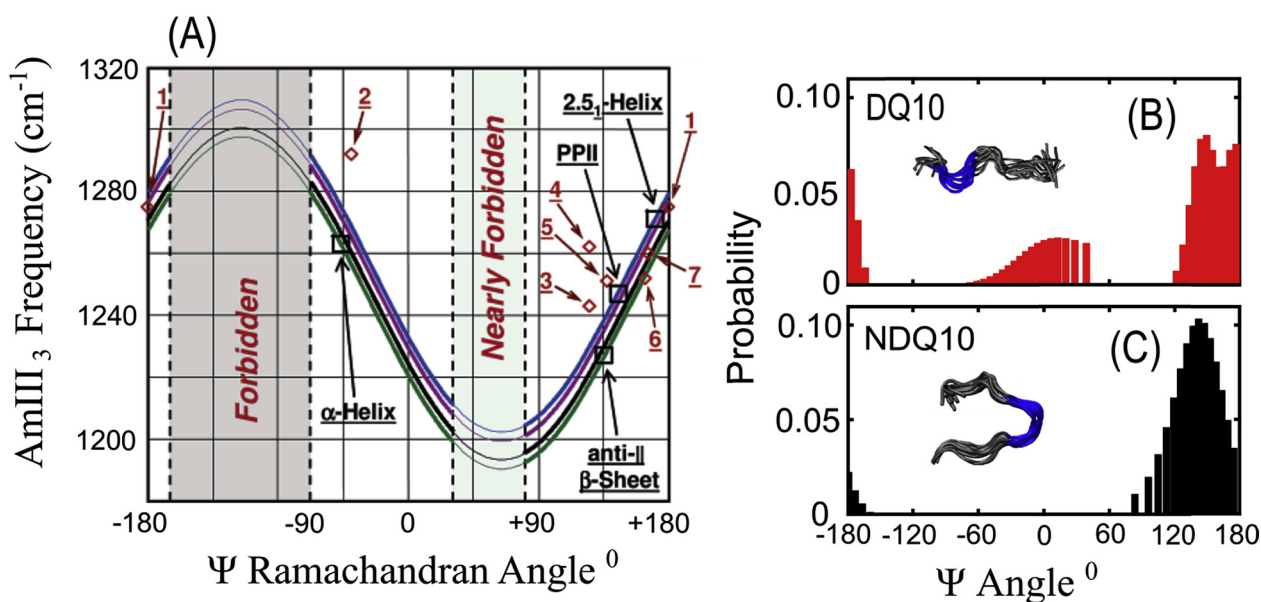 (A)
AmIII 3 Frequency (cm-1)
1320
1280
1240
1200
-180
-90
0
+90
+180
Ψ Ramachandran Angle 0
Forbidden
Nearly Forbidden
1
2
2.51-Helix
1
PPII
4
5
3
7
6
α-Helix
anti-||
β-Sheet
Probability
0.10
0.05
0
DQ10
(B)
0.10
0.05
0
NDQ10
(C)
-180
-120
-60
0
60
120
180
Ψ Angle 0